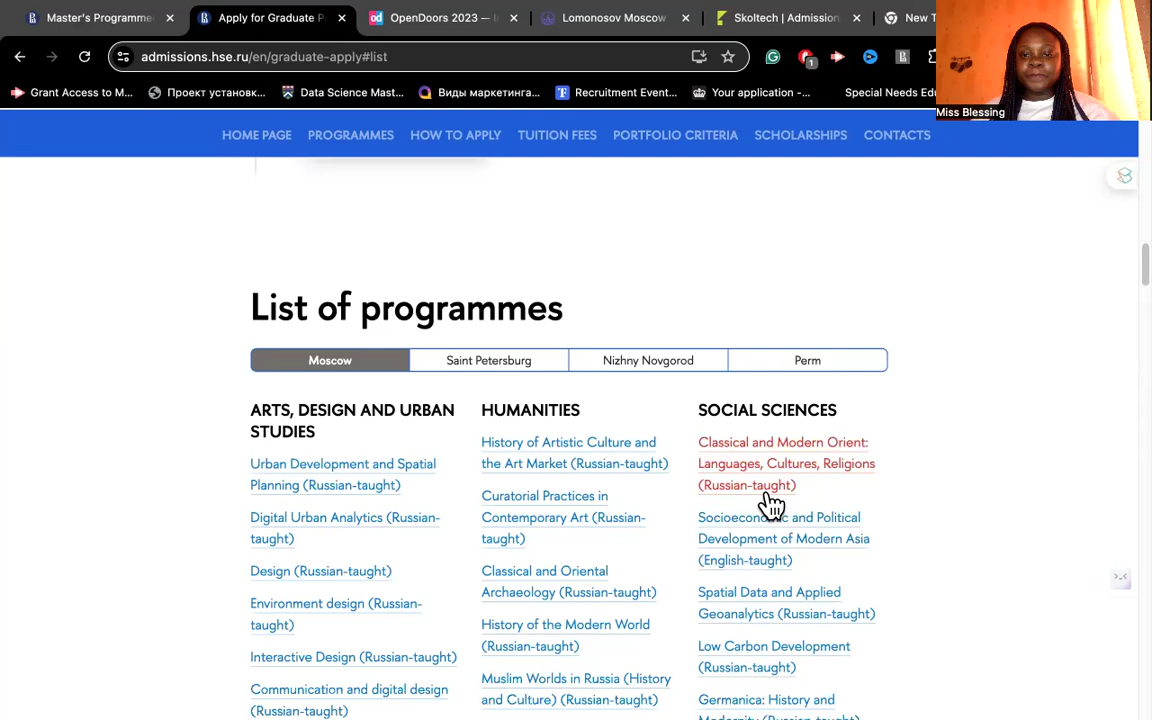 Master's Programme
Apply for Graduate P
OpenDoors 2023 —
Lomonosov Moscow
Skoltech | Admission
New T
admissions.hse.ru/en/graduate-apply#list
1
Grant Access to M...
Проект установк...
Data Science Mast...
Виды маркетинга...
Recruitment Event...
Your application -...
Special Needs Edu
Miss Blessing
HOME PAGE
PROGRAMMES
HOW TO APPLY
TUITION FEES
PORTFOLIO CRITERIA
SCHOLARSHIPS
CONTACTS
List of programmes
Moscow
Saint Petersburg
Nizhny Novgorod
Perm
ARTS, DESIGN AND URBAN
STUDIES
Urban Development and Spatial
Planning (Russian-taught)
Digital Urban Analytics (Russian-
taught)
Design (Russian-taught)
Environment design (Russian-
taught)
Interactive Design (Russian-taught)
Communication and digital design
(Russian-taught)
HUMANITIES
History of Artistic Culture and
the Art Market (Russian-taught)
Curatorial Practices in
Contemporary Art (Russian-
taught)
Classical and Oriental
Archaeology (Russian-taught)
History of the Modern World
(Russian-taught)
Muslim Worlds in Russia (History
and Culture) (Russian-taught)
SOCIAL SCIENCES
Classical and Modern Orient:
Languages, Cultures, Religions
(Russian-taught)
Socioeconomic and Political
Development of Modern Asia
(English-taught)
Spatial Data and Applied
Geoanalytics (Russian-taught)
Low Carbon Development
(Russian-taught)
Germanica: History and
Modernity (Russian-taught)